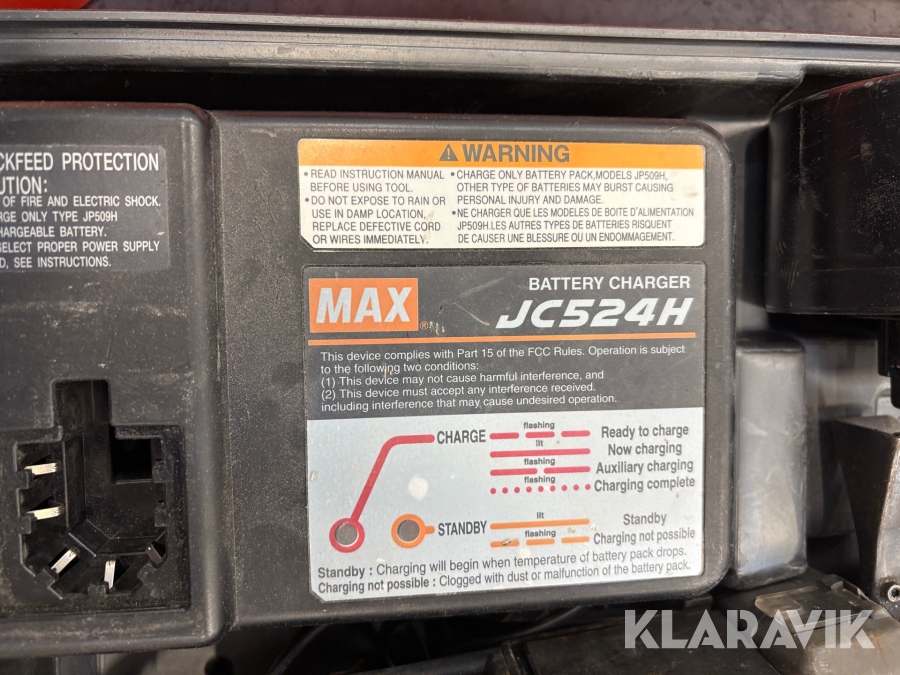 CKFEED PROTECTION
UTION:
OF FIRE AND ELECTRIC SHOCK.
RGE ONLY TYPE JP509H
CHARGEABLE BATTERY.
SELECT PROPER POWER SUPPLY
D, SEE INSTRUCTIONS.
WARNING
• READ INSTRUCTION MANUAL
BEFORE USING TOOL.
• DO NOT EXPOSE TO RAIN OR
USE IN DAMP LOCATION,
REPLACE DEFECTIVE CORD
OR WIRES IMMEDIATELY.
• CHARGE ONLY BATTERY PACK,MODELS JP509H,
OTHER TYPE OF BATTERIES MAY BURST CAUSING
PERSONAL INJURY AND DAMAGE.
• NE CHARGER QUE LES MODELES DE BOITE D'ALIMENTATION
JP509H.LES AUTRES TYPES DE BATTERIES RISQUENT
DE CAUSER UNE BLESSURE OU UN ENDOMMAGEMENT.
MAX®
BATTERY CHARGER
JC524H
This device complies with Part 15 of the FCC Rules. Operation is subject
to the following two conditions:
(1) This device may not cause harmful interference, and
(2) This device must accept any interference received.
including interference that may cause undesired operation.
CHARGE
flashing Ready to charge
lit Now charging
flashing Auxiliary charging
flashing Charging complete
STANDBY
lit Standby
flashing Charging not possible
Standby : Charging will begin when temperature of battery pack drops.
Charging not possible : Clogged with dust or malfunction of the battery pack.
KLARAVIK